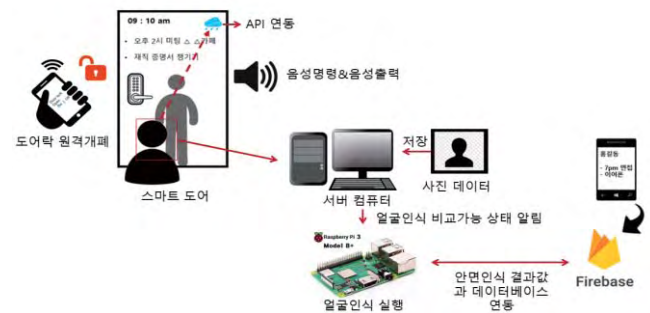 09 : 10 am
API 연동
• 오후 2시 미팅 △ △카페
• 재직 증명서 챙기기
음성명령&음성출력
도어락 원격개폐
스마트 도어
저장
서버 컴퓨터
사진 데이터
홍길동
- 7pm 면접
- 이어폰
얼굴인식 비교가능 상태 알림
Raspberry Pi 3
Model B+
얼굴인식 실행
안면인식 결과값
과 데이터베이스
연동
Firebase